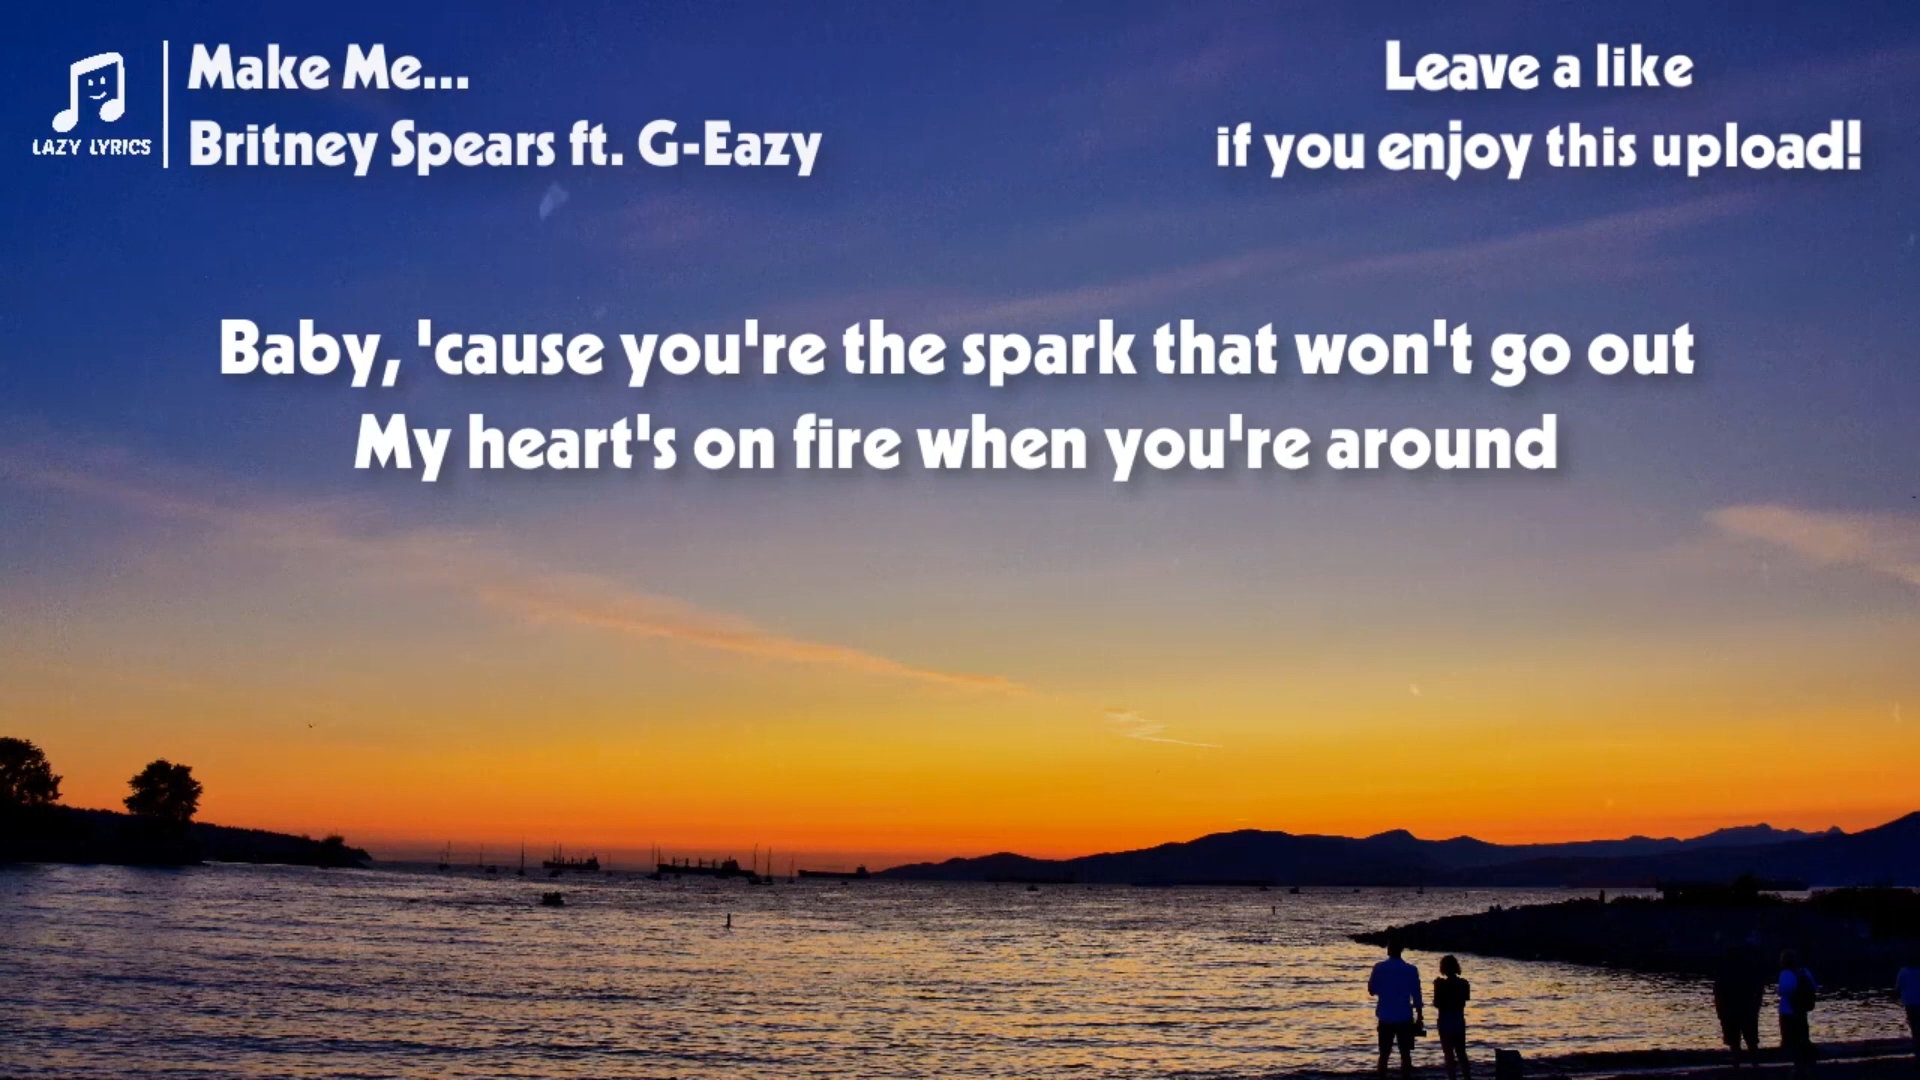 LAZY LYRICS
Make Me...
Britney Spears ft. G-Eazy
Leave a like
if you enjoy this upload!
Baby, 'cause you're the spark that won't go out
My heart's on fire when you're around